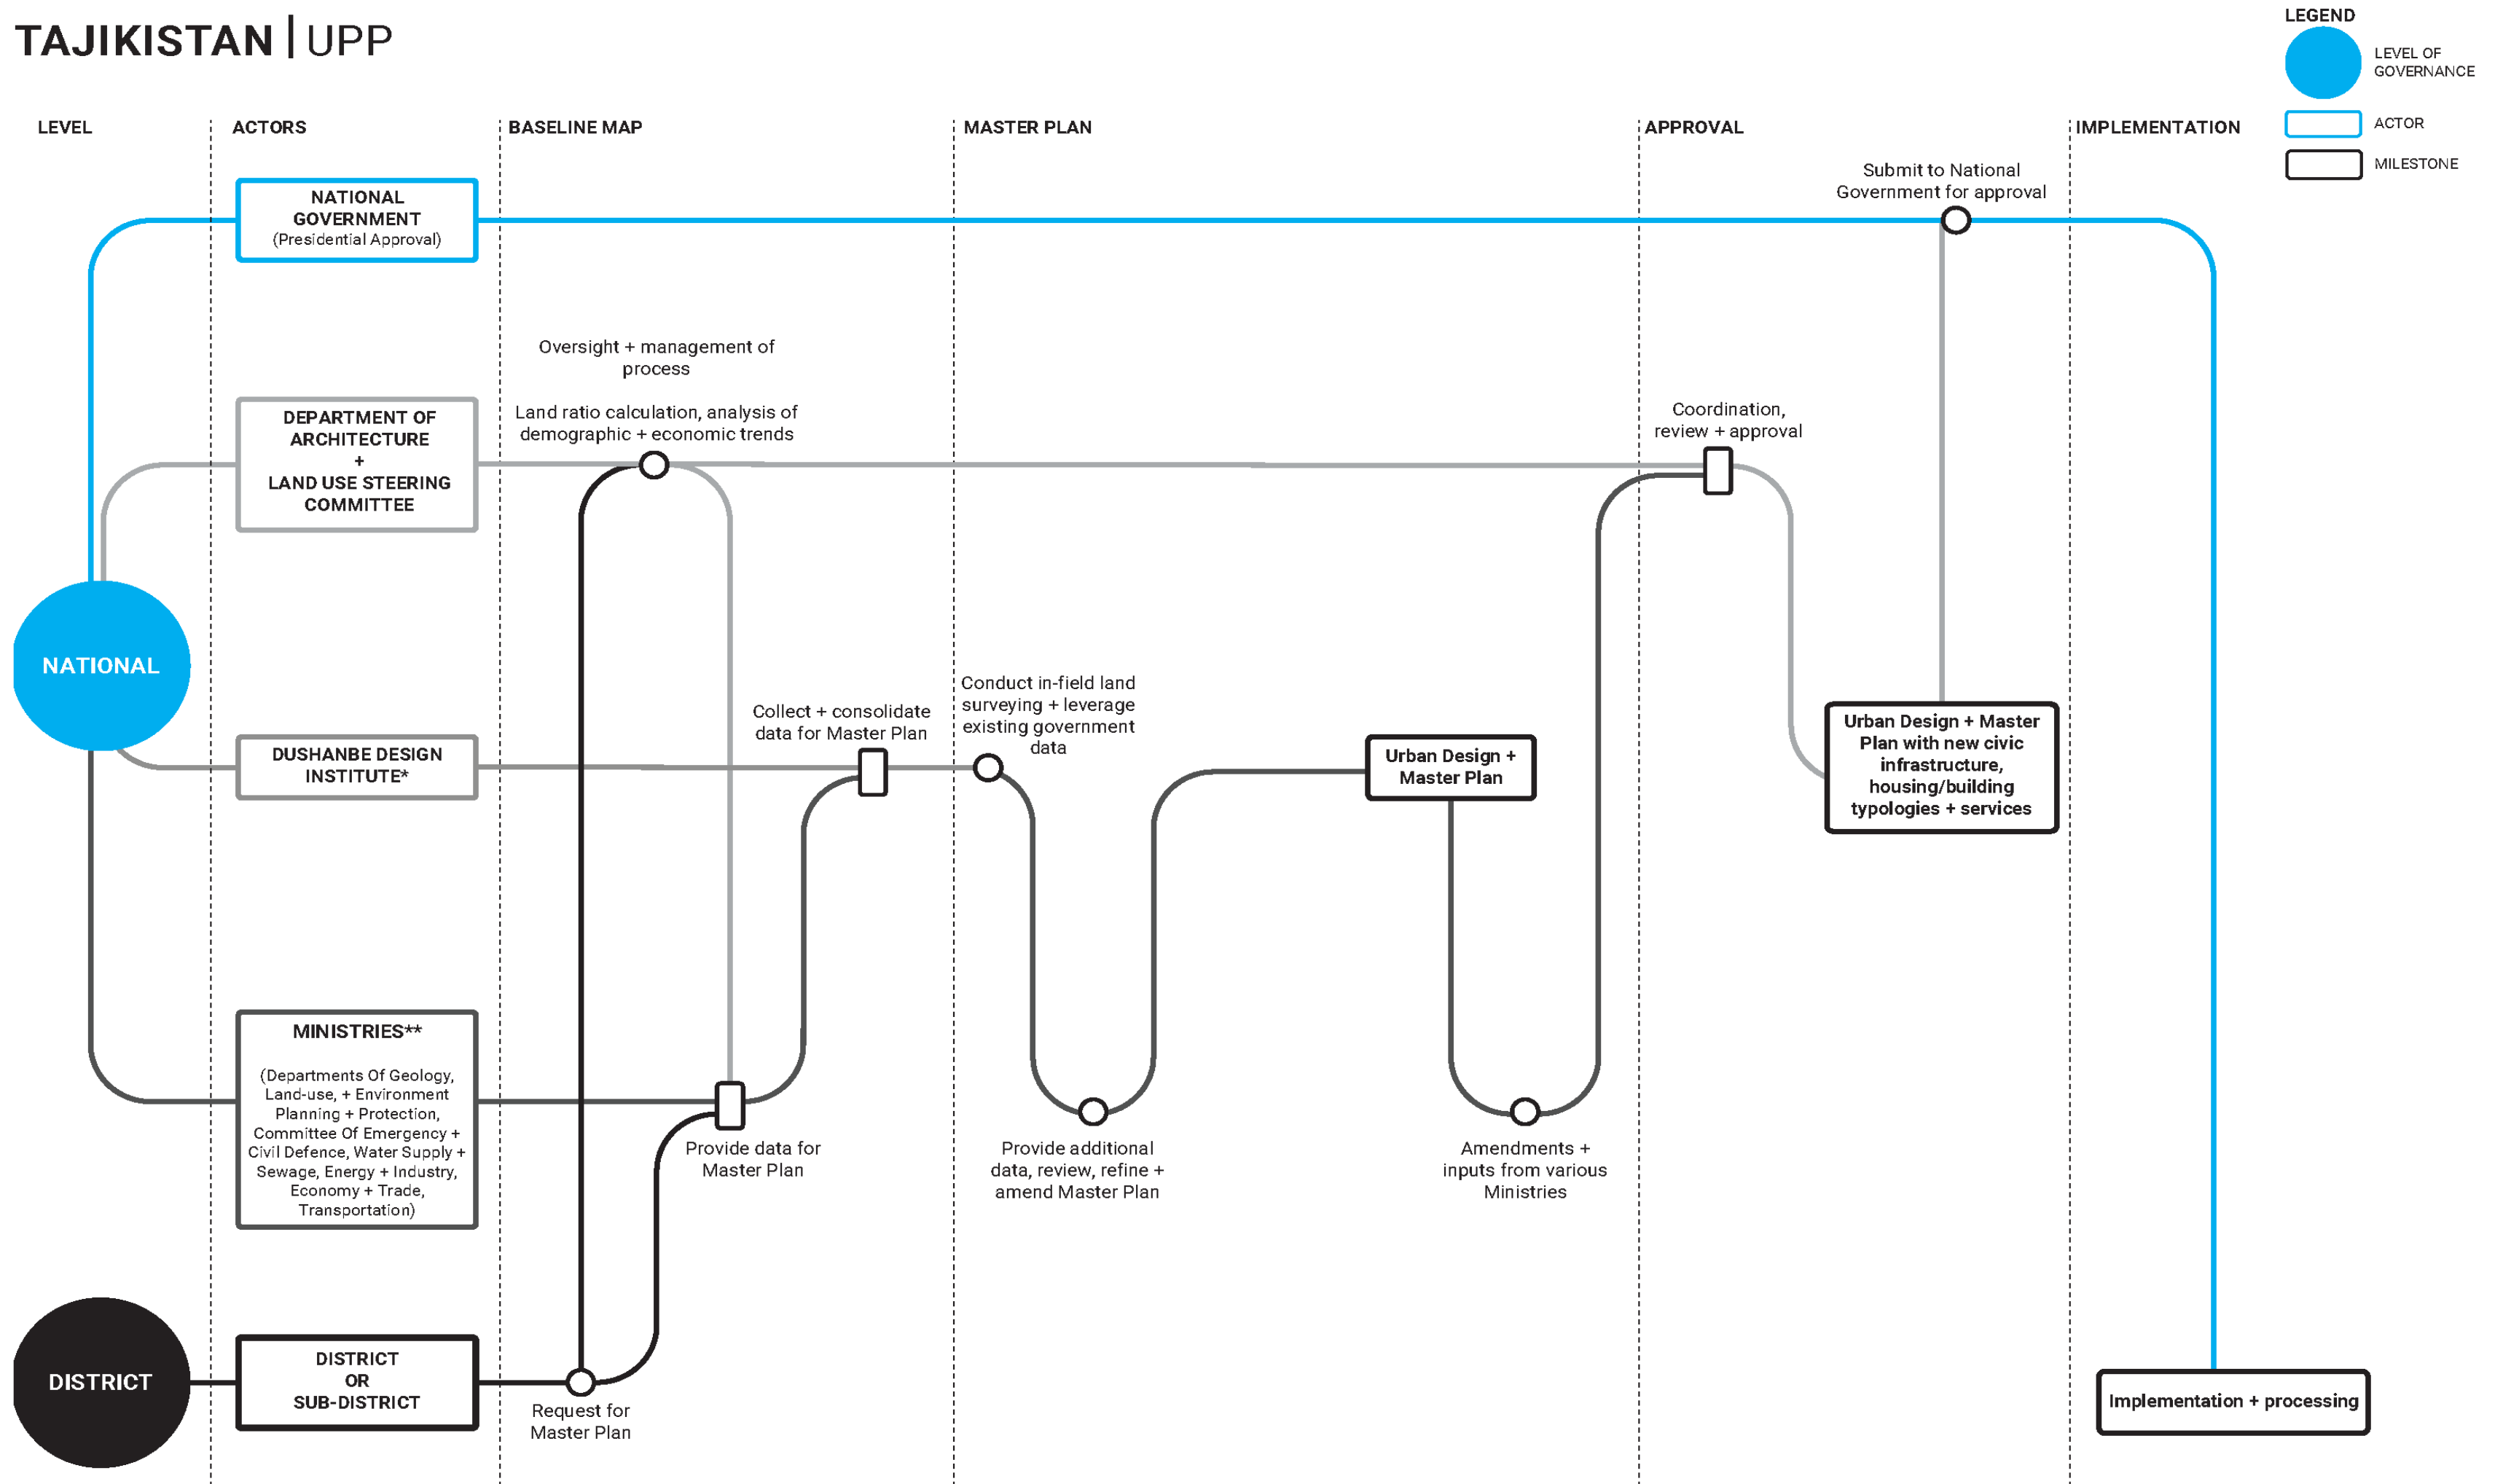 TAJIKISTAN | UPP
LEGEND
LEVEL OF
GOVERNANCE
ACTOR
MILESTONE
LEVEL
ACTORS
BASELINE MAP
MASTER PLAN
APPROVAL
IMPLEMENTATION
NATIONAL
GOVERNMENT
(Presidential Approval)
Submit to National
Government for approval
Oversight + management of
process
Land ratio calculation, analysis of
demographic + economic trends
DEPARTMENT OF
ARCHITECTURE
+
LAND USE STEERING
COMMITTEE
Coordination,
review + approval
NATIONAL
DUSHANBE DESIGN
INSTITUTE*
Collect + consolidate
data for Master Plan
Conduct in-field land
surveying + leverage
existing government
data
Urban Design +
Master Plan
Urban Design + Master
Plan with new civic
infrastructure,
housing/building
typologies + services
MINISTRIES**
(Departments Of Geology,
Land-use, + Environment
Planning + Protection,
Committee Of Emergency +
Civil Defence, Water Supply +
Sewage, Energy + Industry,
Economy + Trade,
Transportation)
Provide data for
Master Plan
Provide additional
data, review, refine +
amend Master Plan
Amendments +
inputs from various
Ministries
DISTRICT
DISTRICT
OR
SUB-DISTRICT
Request for
Master Plan
Implementation + processing